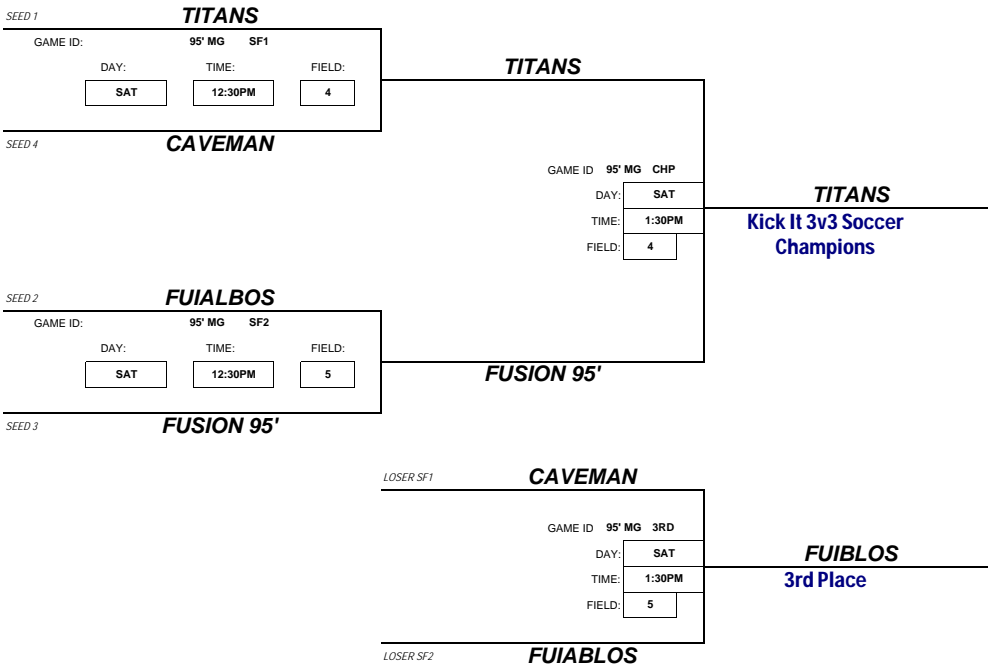 SEED 1 TITANS
GAME ID: 95' MG SF1
DAY: TIME: FIELD:
SAT 12:30PM 4
TITANS
SEED 4 CAVEMAN
GAME ID 95' MG CHP
DAY: SAT
TIME: 1:30PM
FIELD: 4
TITANS
Kick It 3v3 Soccer
Champions
SEED 2 FUIALBOS
GAME ID: 95' MG SF2
DAY: TIME: FIELD:
SAT 12:30PM 5
FUSION 95'
SEED 3 FUSION 95'
LOSER SF1 CAVEMAN
GAME ID 95' MG 3RD
DAY: SAT
TIME: 1:30PM
FIELD: 5
FUIBLOS
3rd Place
LOSER SF2 FUIABLOS